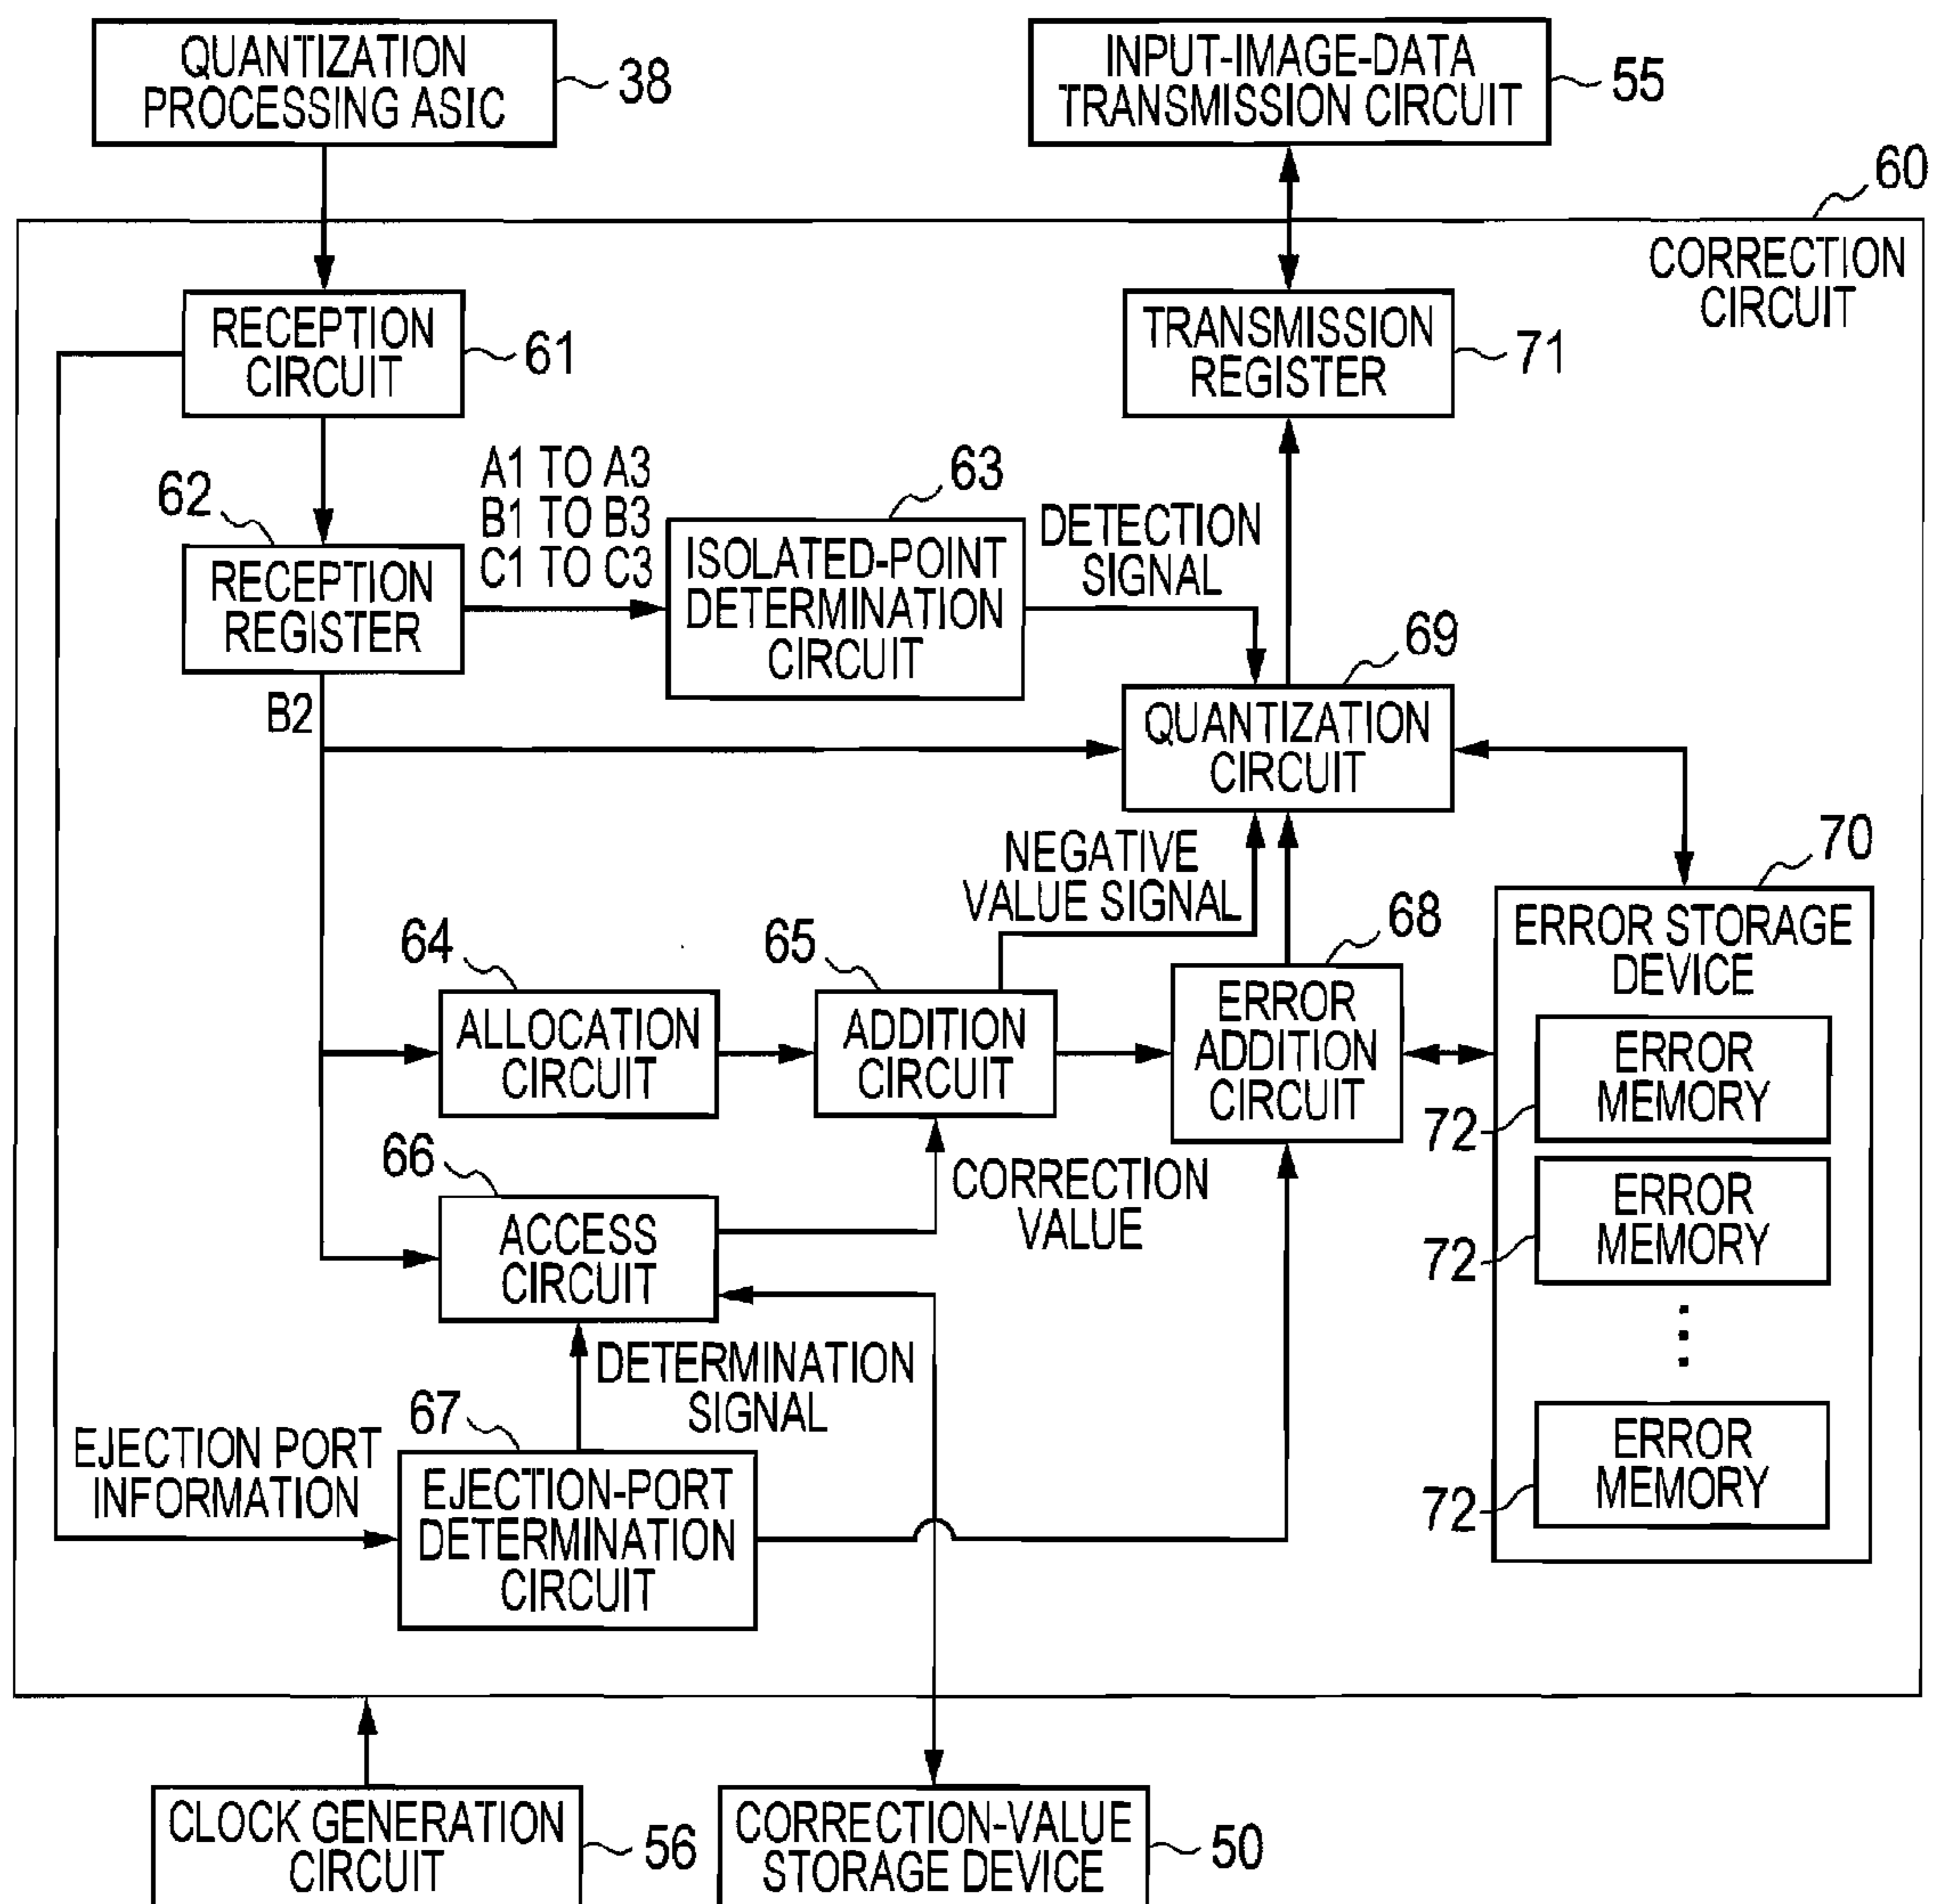 QUANTIZATION
PROCESSING ASIC
38
INPUT-IMAGE-DATA
TRANSMISSION CIRCUIT
55
60
CORRECTION
CIRCUIT
RECEPTION
CIRCUIT
61
TRANSMISSION
REGISTER
71
62
RECEPTION
REGISTER
A1 TO A3
B1 TO B3
C1 TO C3
63
ISOLATED-POINT
DETERMINATION
CIRCUIT
DETECTION
SIGNAL
B2
69
QUANTIZATION
CIRCUIT
NEGATIVE
VALUE SIGNAL
70
ERROR STORAGE
DEVICE
64
ALLOCATION
CIRCUIT
65
ADDITION
CIRCUIT
68
ERROR
ADDITION
CIRCUIT
ERROR
MEMORY
72
ERROR
MEMORY
72
ERROR
MEMORY
72
66
ACCESS
CIRCUIT
CORRECTION
VALUE
DETERMINATION
SIGNAL
67
EJECTION PORT
INFORMATION
EJECTION-PORT
DETERMINATION
CIRCUIT
CLOCK GENERATION
CIRCUIT
56
CORRECTION-VALUE
STORAGE DEVICE
50